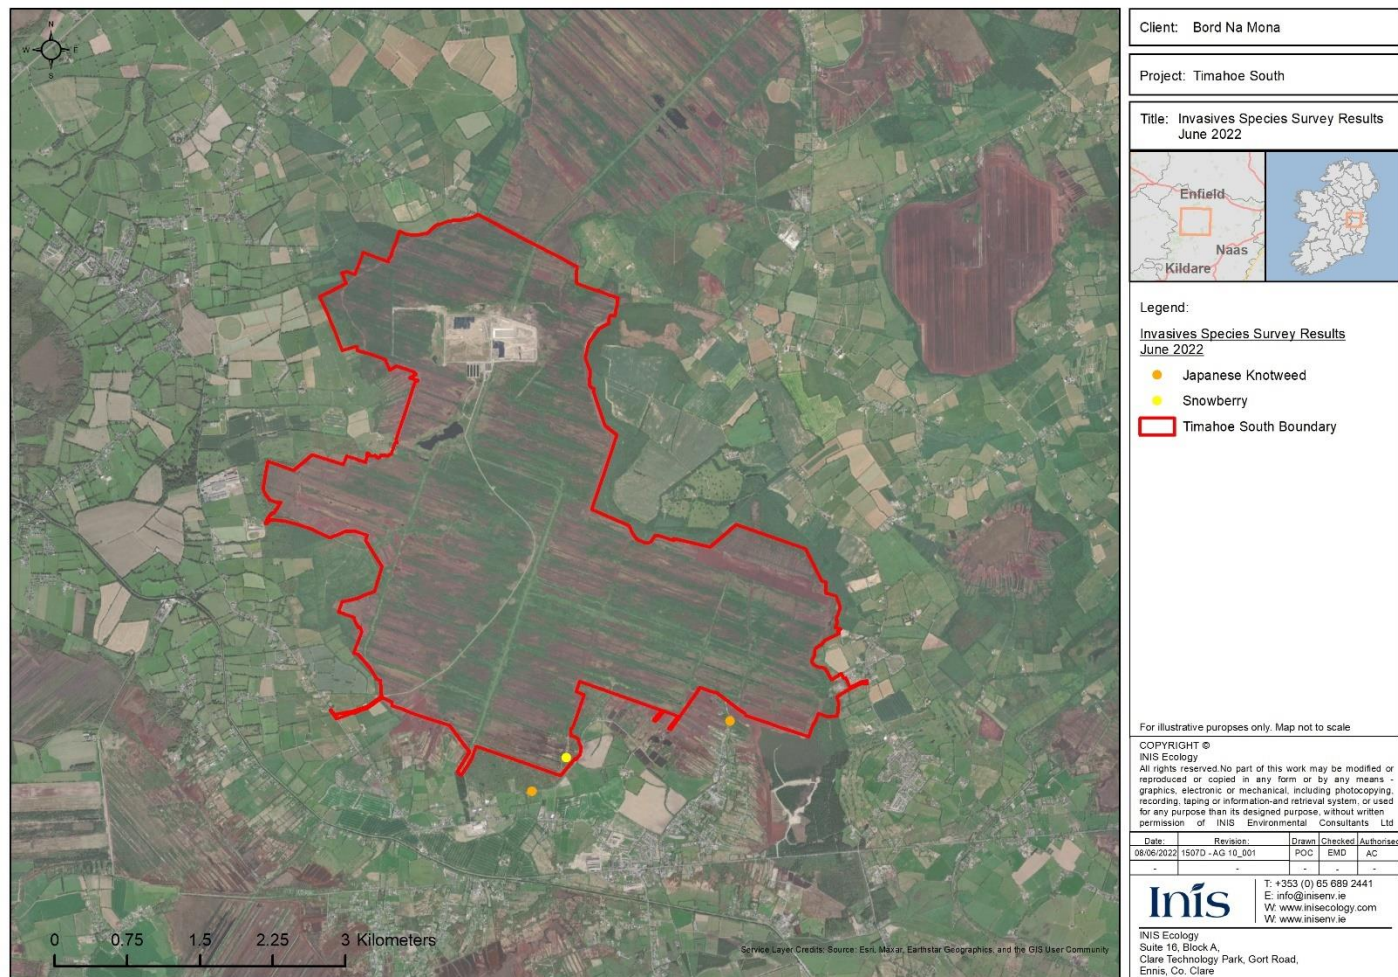 N
W E
S
Client: Bord Na Mona
Project: Timahoe South
Title: Invasives Species Survey Results
June 2022
Enfield
Naas
Kildare
Legend:
Invasives Species Survey Results
June 2022
Japanese Knotweed
Snowberry
Timahoe South Boundary
For illustrative puropses only. Map not to scale
COPYRIGHT ©
INIS Ecology
All rights reserved.No part of this work may be modified or
reproduced or copied in any form or by any means -
graphics, electronic or mechanical, including photocopying,
recording, taping or information-and retrieval system, or used
for any purpose than its designed purpose, without written
permission of INIS Environmental Consultants Ltd
Date: Revision: Drawn Checked Authorised
08/06/2022 1507D - AG 10_001 POC EMD AC
- - - - -
Inis
T: +353 (0) 65 689 2441
E: info@inisenv.ie
W: www.inisecology.com
W: www.inisenv.ie
INIS Ecology
Suite 16, Block A,
Clare Technology Park, Gort Road,
Ennis, Co. Clare
0 0.75 1.5 2.25 3 Kilometers
Service Layer Credits: Source: Esri, Maxar, Earthstar Geographics, and the GIS User Community